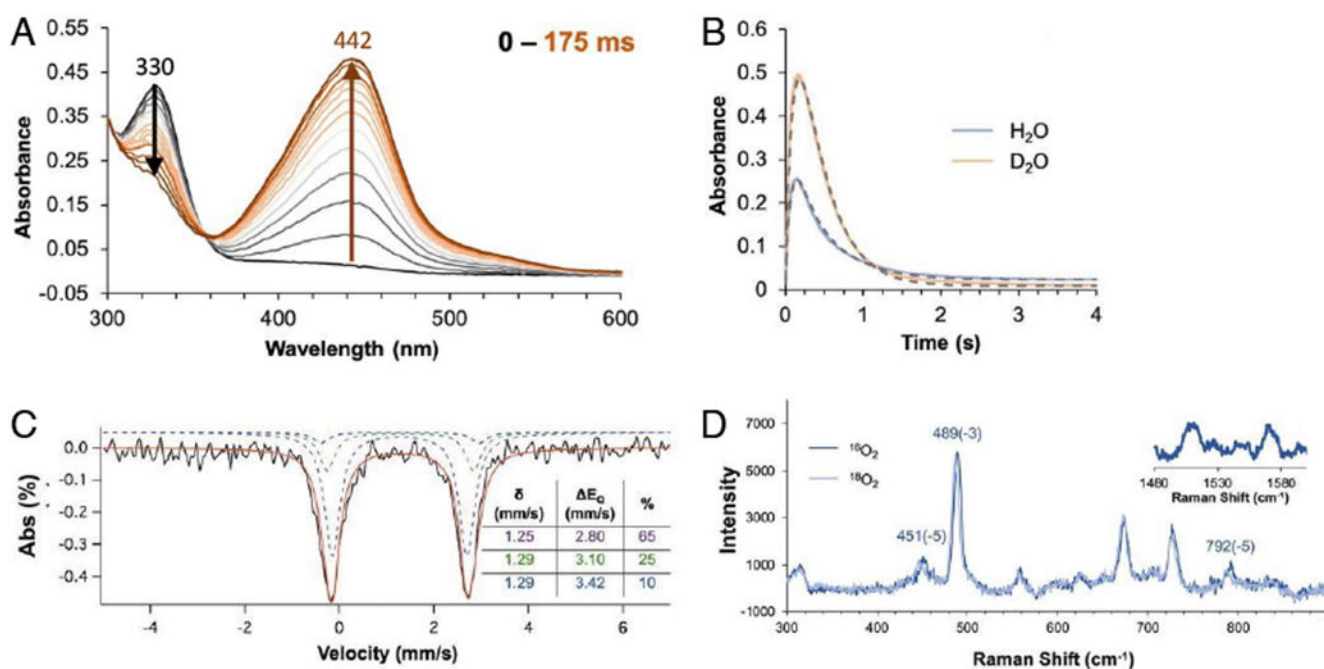 A
0.55
0.45
0.35
0.25
0.15
0.05
-0.05
Absorbance
330
442
0 – 175 ms
300
400
500
600
Wavelength (nm)
B
0.6
0.5
0.4
0.3
0.2
0.1
0
Absorbance
H₂O
D₂O
0
1
2
3
4
Time (s)
C
0.0
-0.1
-0.2
-0.3
-0.4
Abs (%)
δ ΔE_Q %
(mm/s) (mm/s)
1.25 2.80 65
1.29 3.10 25
1.29 3.42 10
-4
-2
0
2
4
6
Velocity (mm/s)
D
7000
5000
3000
1000
-1000
Intensity
¹⁶O₂
¹⁸O₂
451(-5)
489(-3)
792(-5)
1480
1530
1580
Raman Shift (cm⁻¹)
300
400
500
600
700
800
Raman Shift (cm⁻¹)